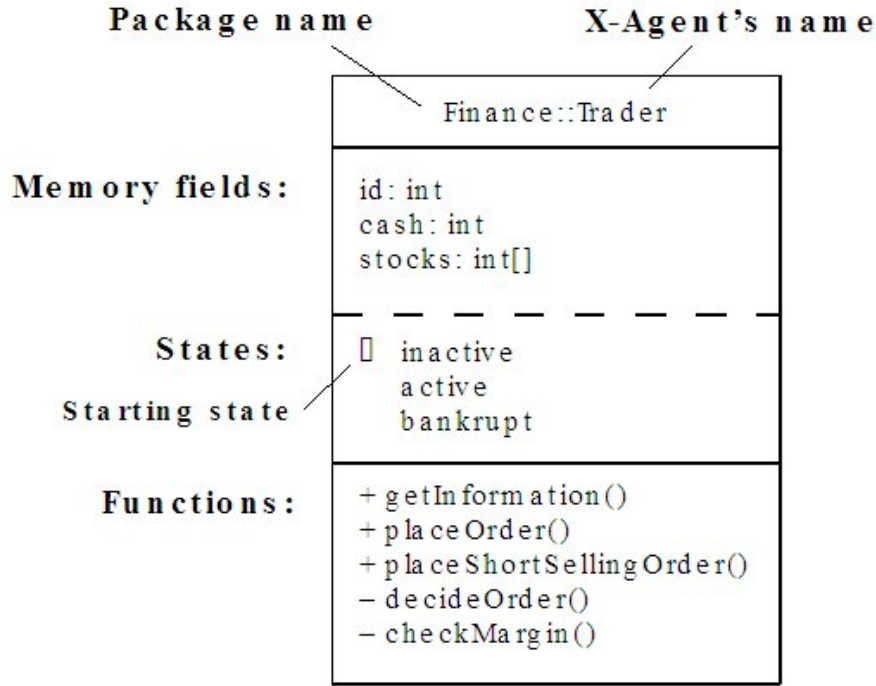 Package name
X-Agent's name
Finance::Trader
Memory fields:
id: int
cash: int
stocks: int[]
States:
▯ inactive
Starting state
active
bankrupt
Functions:
+ getInformation()
+ placeOrder()
+ placeShortSellingOrder()
– decideOrder()
– checkMargin()